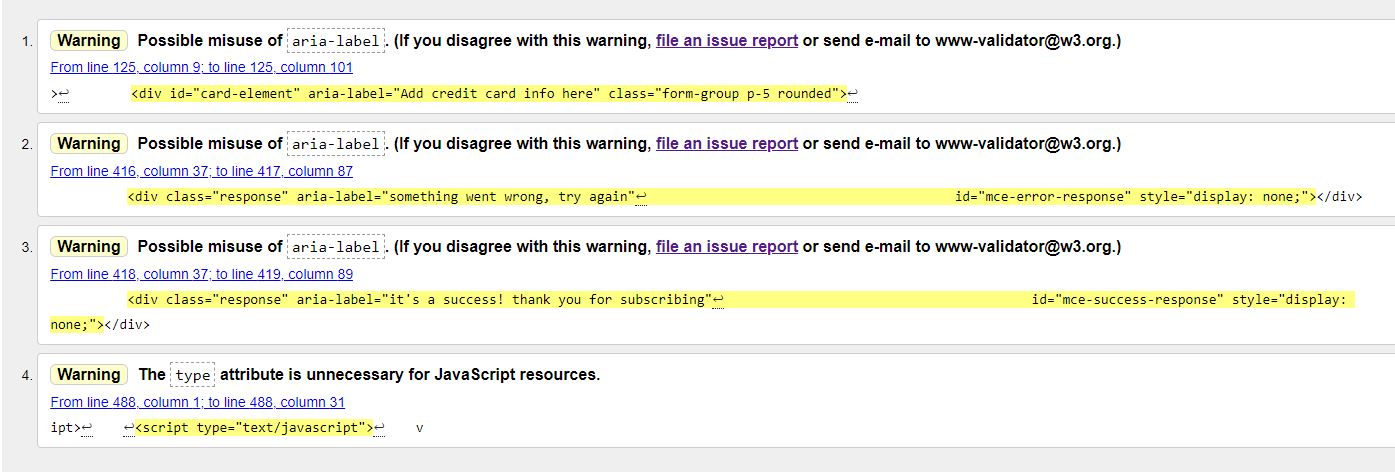 1. Warning Possible misuse of aria-label. (If you disagree with this warning, file an issue report or send e-mail to www-validator@w3.org.)
From line 125, column 9; to line 125, column 101
>↩ <div id="card-element" aria-label="Add credit card info here" class="form-group p-5 rounded">↩
2. Warning Possible misuse of aria-label. (If you disagree with this warning, file an issue report or send e-mail to www-validator@w3.org.)
From line 416, column 37; to line 417, column 87
<div class="response" aria-label="something went wrong, try again"↩ id="mce-error-response" style="display: none;"></div>
3. Warning Possible misuse of aria-label. (If you disagree with this warning, file an issue report or send e-mail to www-validator@w3.org.)
From line 418, column 37; to line 419, column 89
<div class="response" aria-label="it's a success! thank you for subscribing"↩ id="mce-success-response" style="display:
none;"></div>
4. Warning The type attribute is unnecessary for JavaScript resources.
From line 488, column 1; to line 488, column 31
ipt>↩ ↩<script type="text/javascript">↩ v